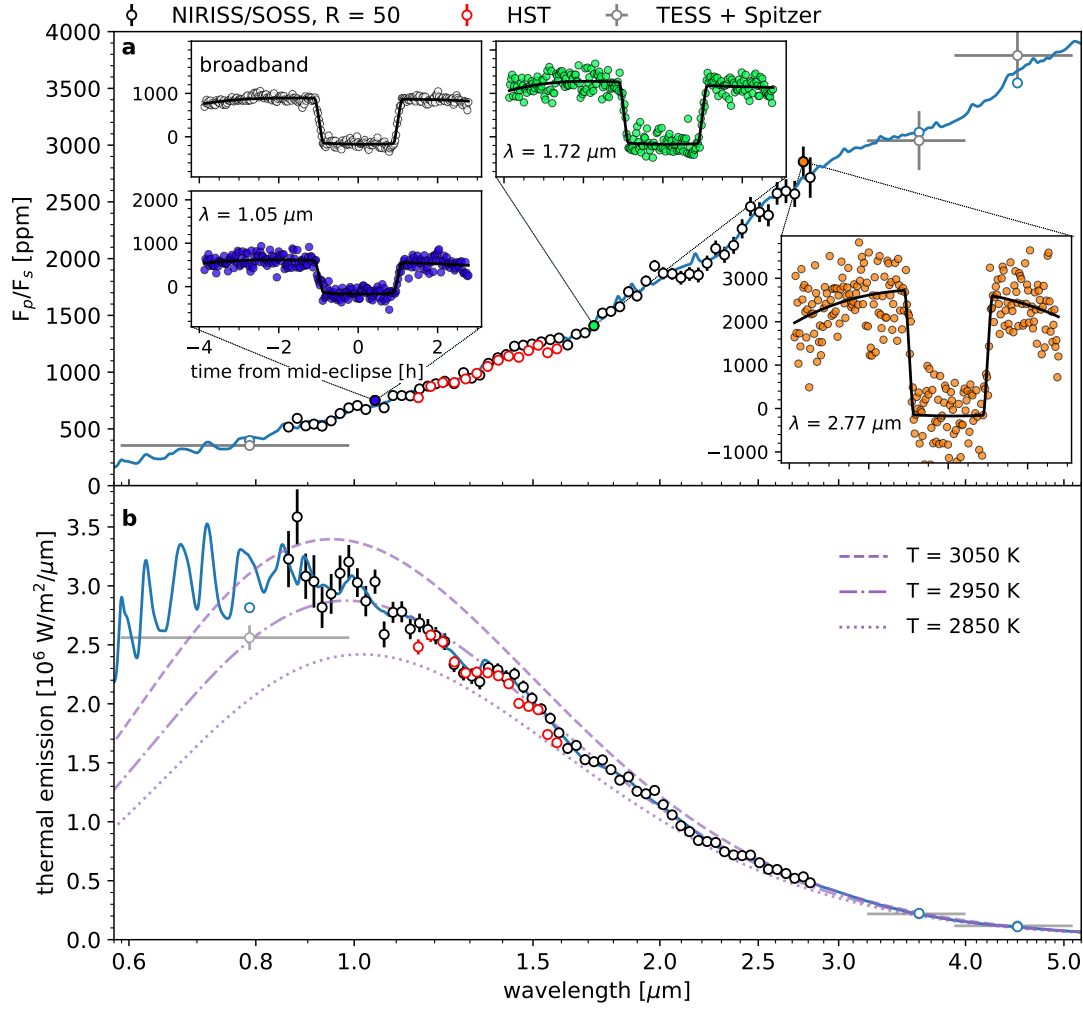 NIRISS/SOSS, R = 50 HST TESS + Spitzer
a
4000
3500
3000
2500
2000
1500
1000
500
0
F_p/F_s [ppm]
broadband
1000
0
λ = 1.72 μm
λ = 1.05 μm
2000
1000
0
−4 −2 0 2
time from mid-eclipse [h]
3000
2000
1000
0
−1000
λ = 2.77 μm
b
3.5
3.0
2.5
2.0
1.5
1.0
0.5
0.0
thermal emission [10⁶ W/m²/μm]
T = 3050 K
T = 2950 K
T = 2850 K
0.6 0.8 1.0 1.5 2.0 2.5 3.0 4.0 5.0
wavelength [μm]